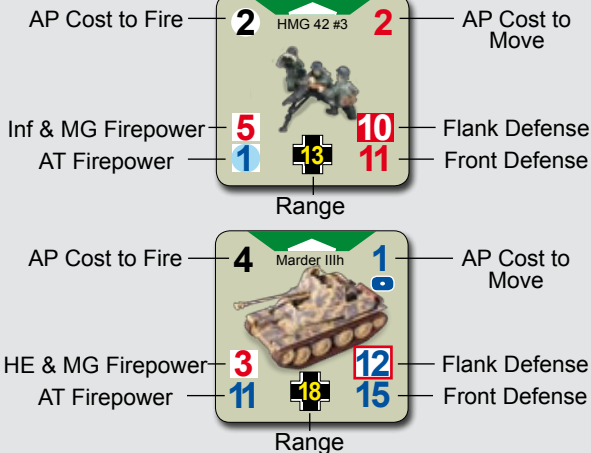 AP Cost to Fire 2 HMG 42 #3 2 AP Cost to
Move
Inf & MG Firepower 5 10 Flank Defense
AT Firepower 1 13 11 Front Defense
Range
AP Cost to Fire 4 Marder IIIh 1 AP Cost to
Move
HE & MG Firepower 3 12 Flank Defense
AT Firepower 11 18 15 Front Defense
Range